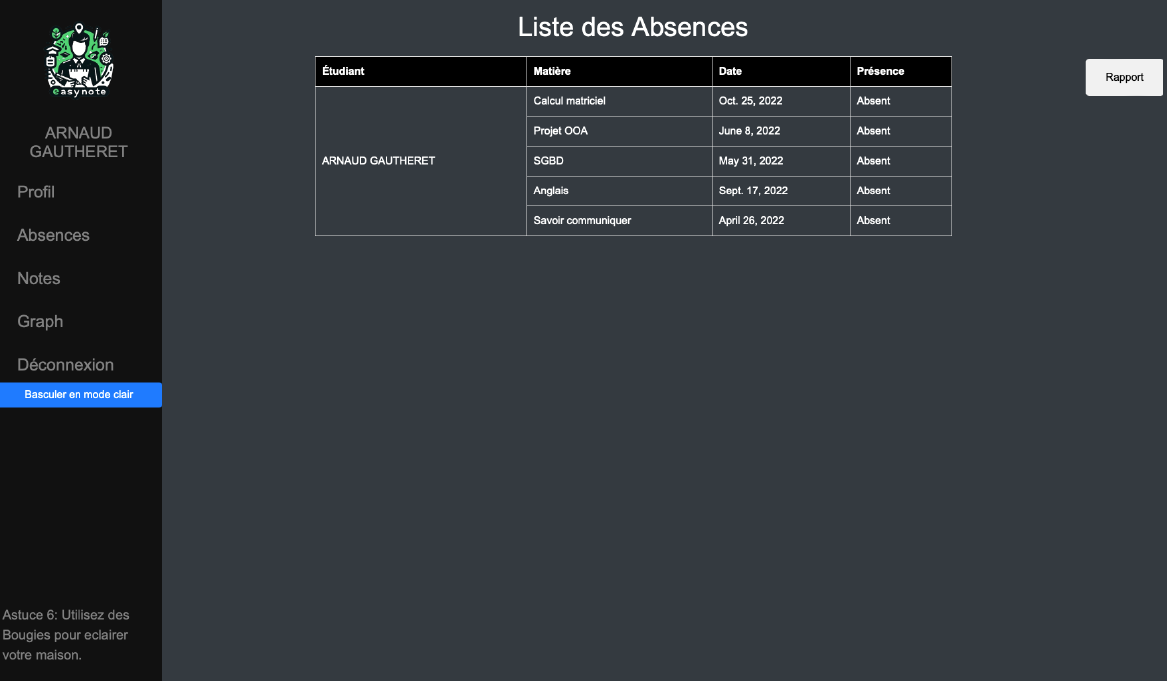 easynote
ARNAUD
GAUTHERET
Profil
Absences
Notes
Graph
Déconnexion
Basculer en mode clair
Astuce 6: Utilisez des
Bougies pour eclairer
votre maison.
Liste des Absences
Étudiant Matière Date Présence
Calcul matriciel Oct. 25, 2022 Absent
Projet OOA June 8, 2022 Absent
ARNAUD GAUTHERET SGBD May 31, 2022 Absent
Anglais Sept. 17, 2022 Absent
Savoir communiquer April 26, 2022 Absent
Rapport